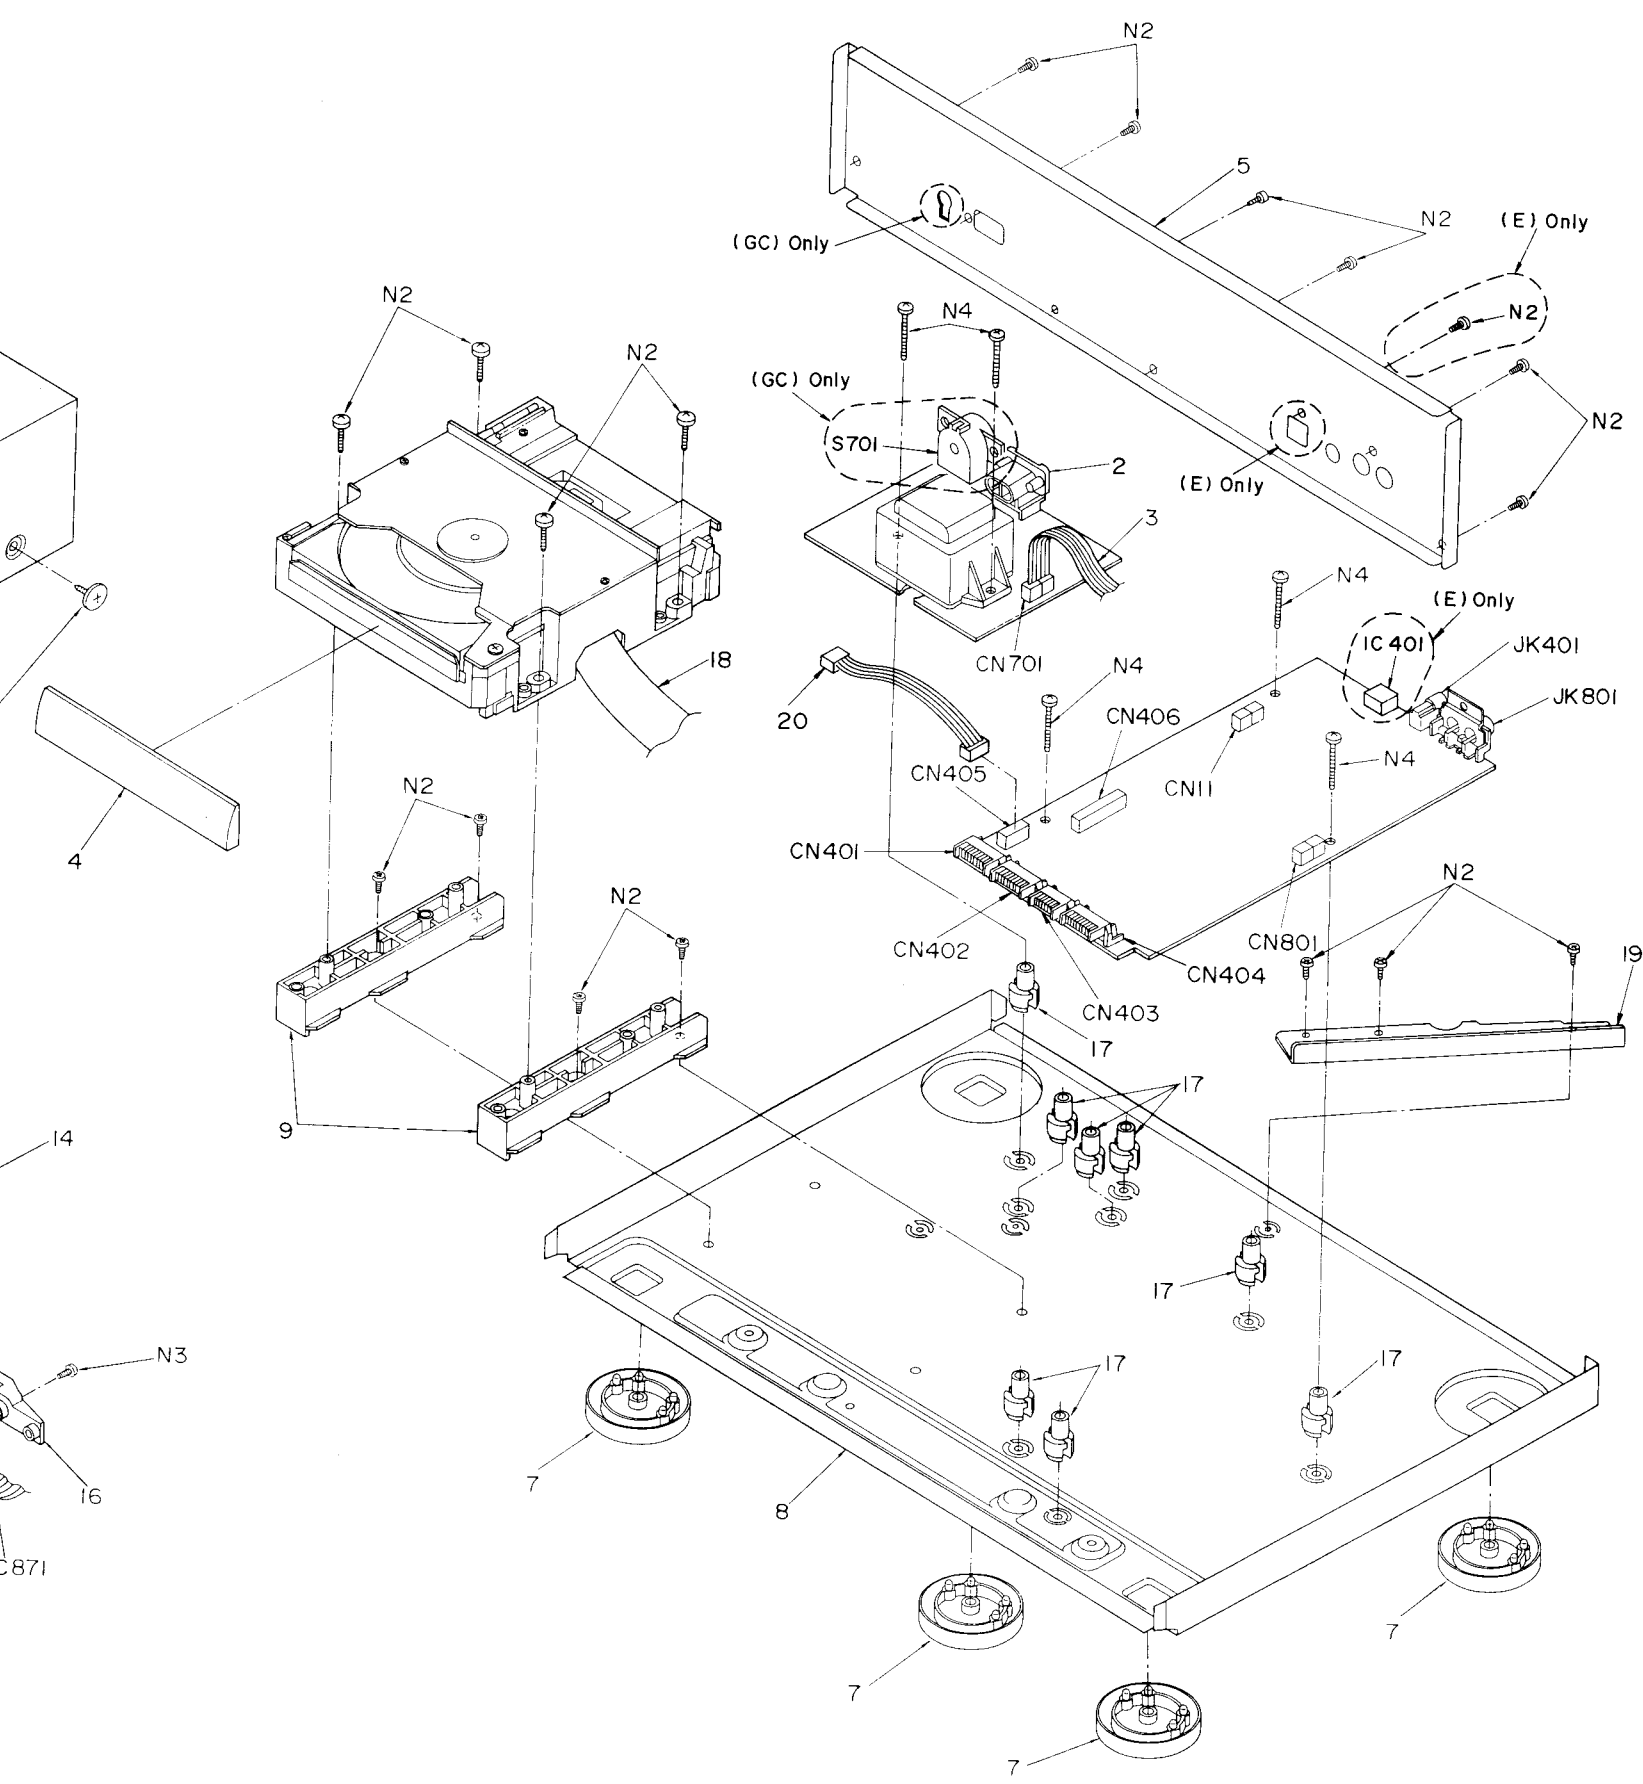 N2
5
N2
(E) Only
(GC) Only
N2
N2
N4
N2
N2
(GC) Only
S701
2
(E) Only
3
N4
(E) Only
IC401
JK401
CN701
18
N4
JK801
20
CN406
CN405
N4
CN11
N2
4
CN401
N2
N2
CN402
CN801
CN404
19
CN403
17
17
9
14
17
N3
17
17
16
7
8
C871
7
7
7